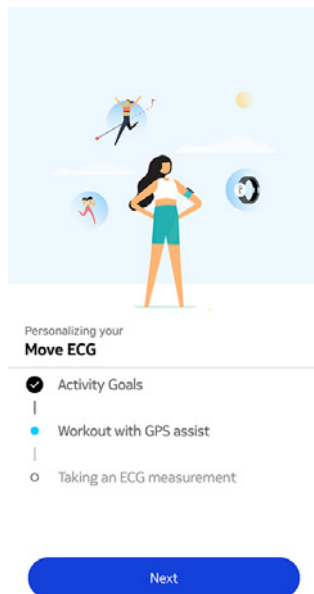 Personalizing your
Move ECG
Activity Goals
Workout with GPS assist
Taking an ECG measurement
Next